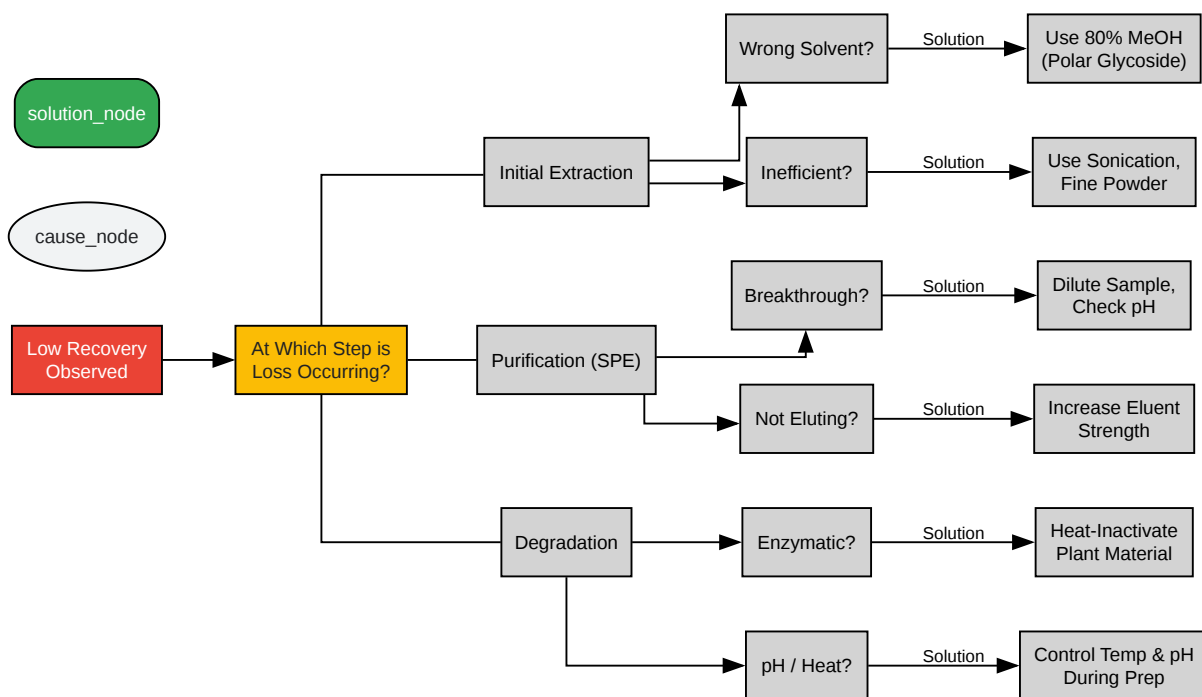 Wrong Solvent?
Solution
Use 80% MeOH
(Polar Glycoside)
solution_node
Initial Extraction
Inefficient?
Solution
Use Sonication,
Fine Powder
cause_node
Breakthrough?
Solution
Dilute Sample,
Check pH
Low Recovery
Observed
At Which Step is
Loss Occurring?
Purification (SPE)
Not Eluting?
Solution
Increase Eluent
Strength
Degradation
Enzymatic?
Solution
Heat-Inactivate
Plant Material
pH / Heat?
Solution
Control Temp & pH
During Prep